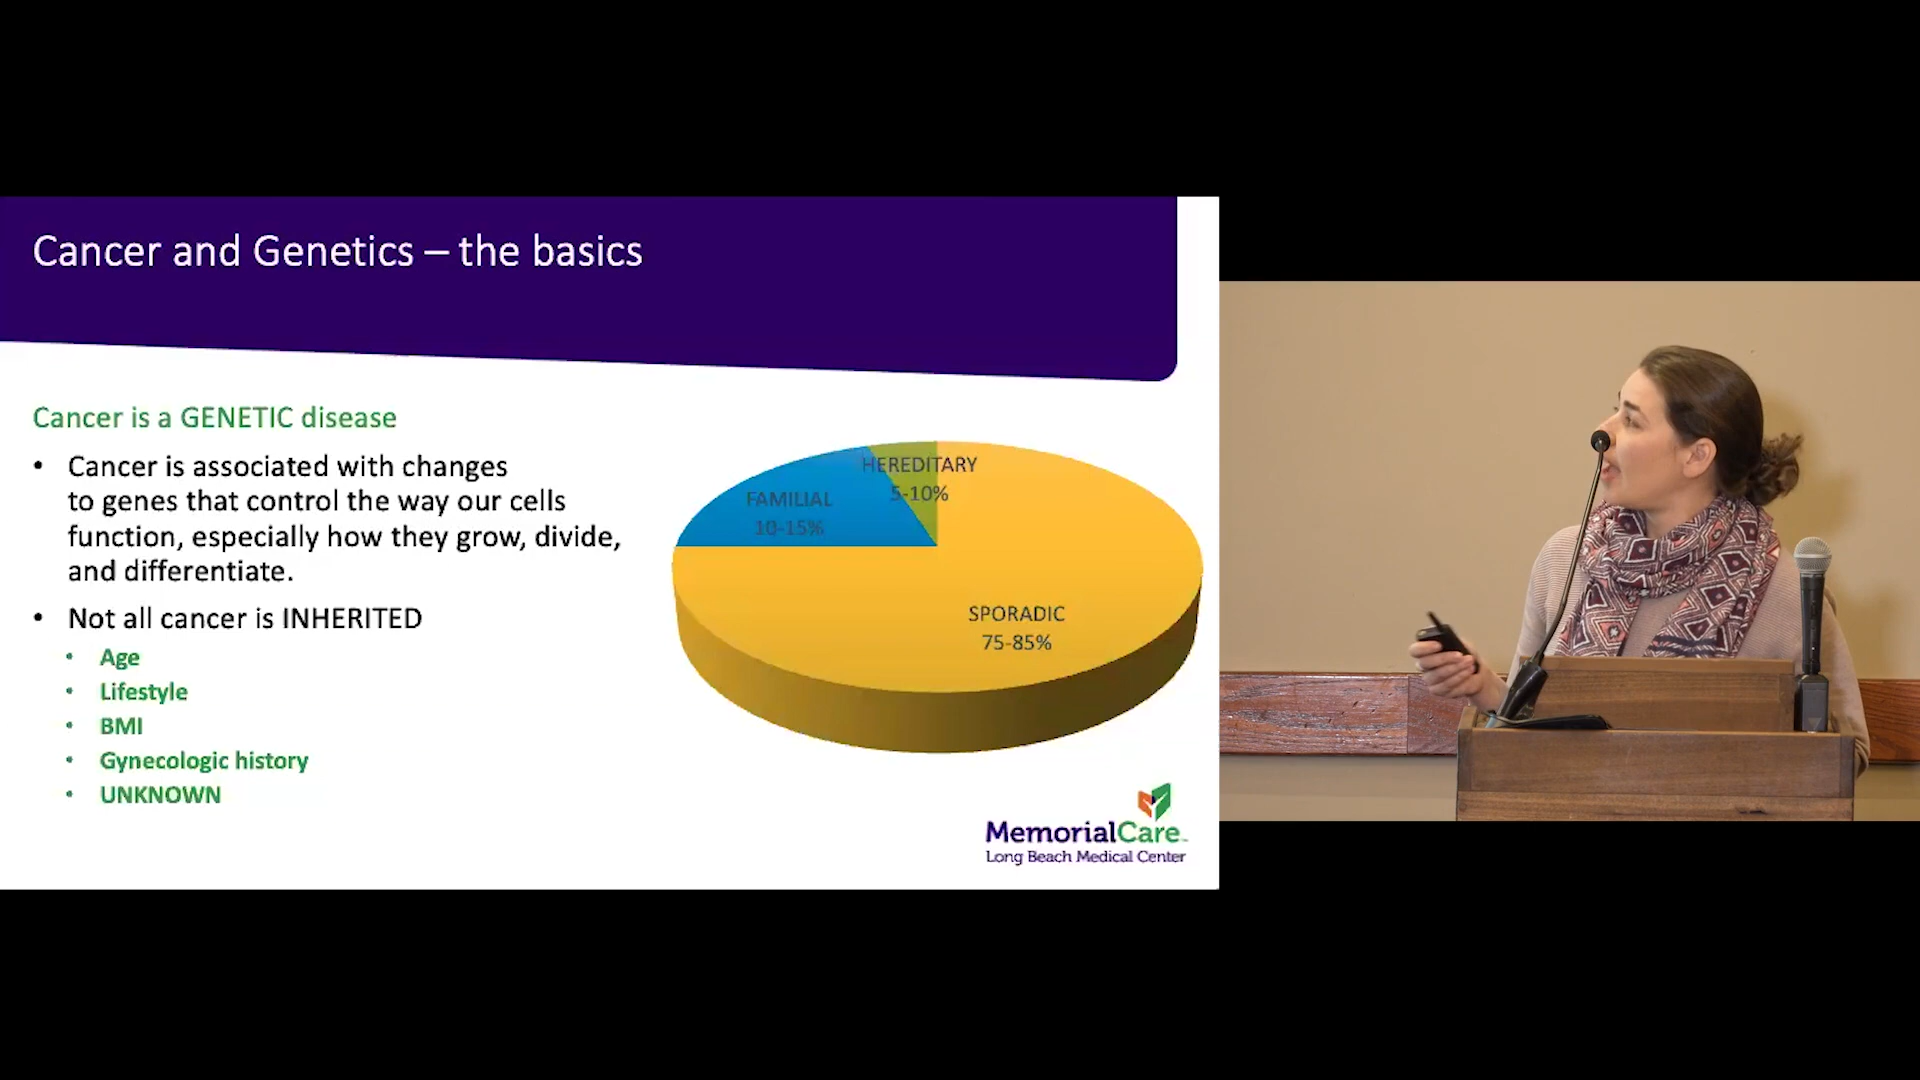 Cancer and Genetics – the basics
Cancer is a GENETIC disease
• Cancer is associated with changes
to genes that control the way our cells
function, especially how they grow, divide,
and differentiate.
• Not all cancer is INHERITED
• Age
• Lifestyle
• BMI
• Gynecologic history
• UNKNOWN
HEREDITARY
5-10%
FAMILIAL
10-15%
SPORADIC
75-85%
MemorialCare™
Long Beach Medical Center